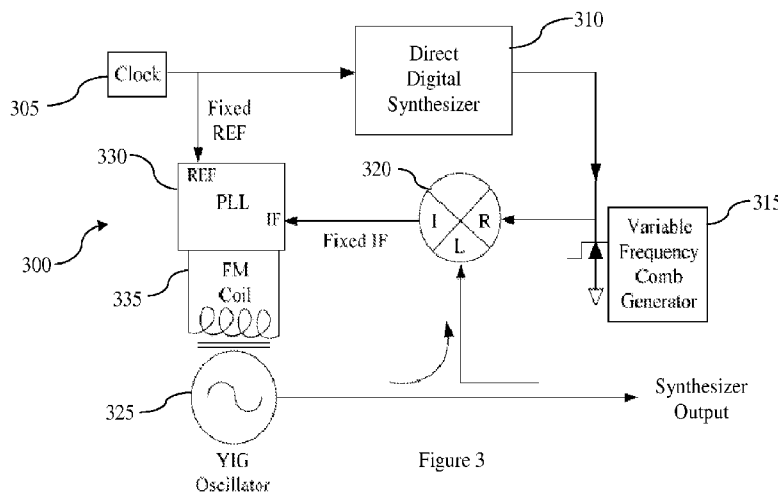 310
Direct
Digital
Synthesizer
Clock
305
Fixed
REF
330
REF
PLL
IF
320
I
R
L
Fixed IF
315
Variable
Frequency
Comb
Generator
300
335
FM
Coil
325
YIG
Oscillator
Synthesizer
Output
Figure 3